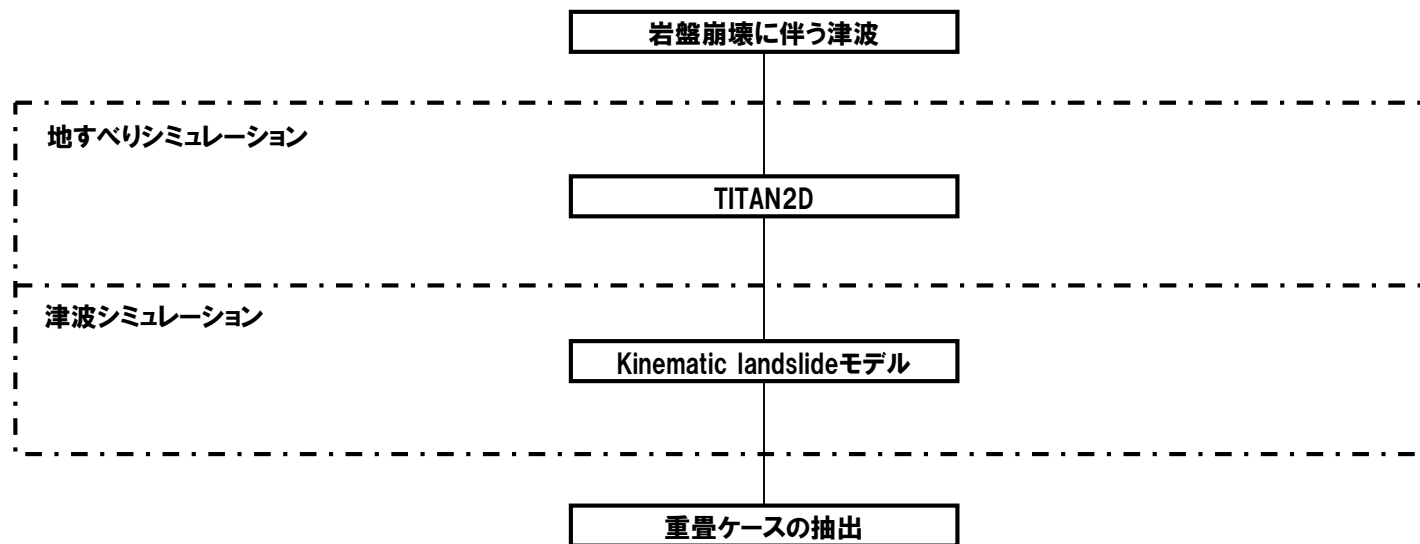 岩盤崩壊に伴う津波
地すべりシミュレーション
TITAN2D
津波シミュレーション
Kinematic landslideモデル
重畳ケースの抽出